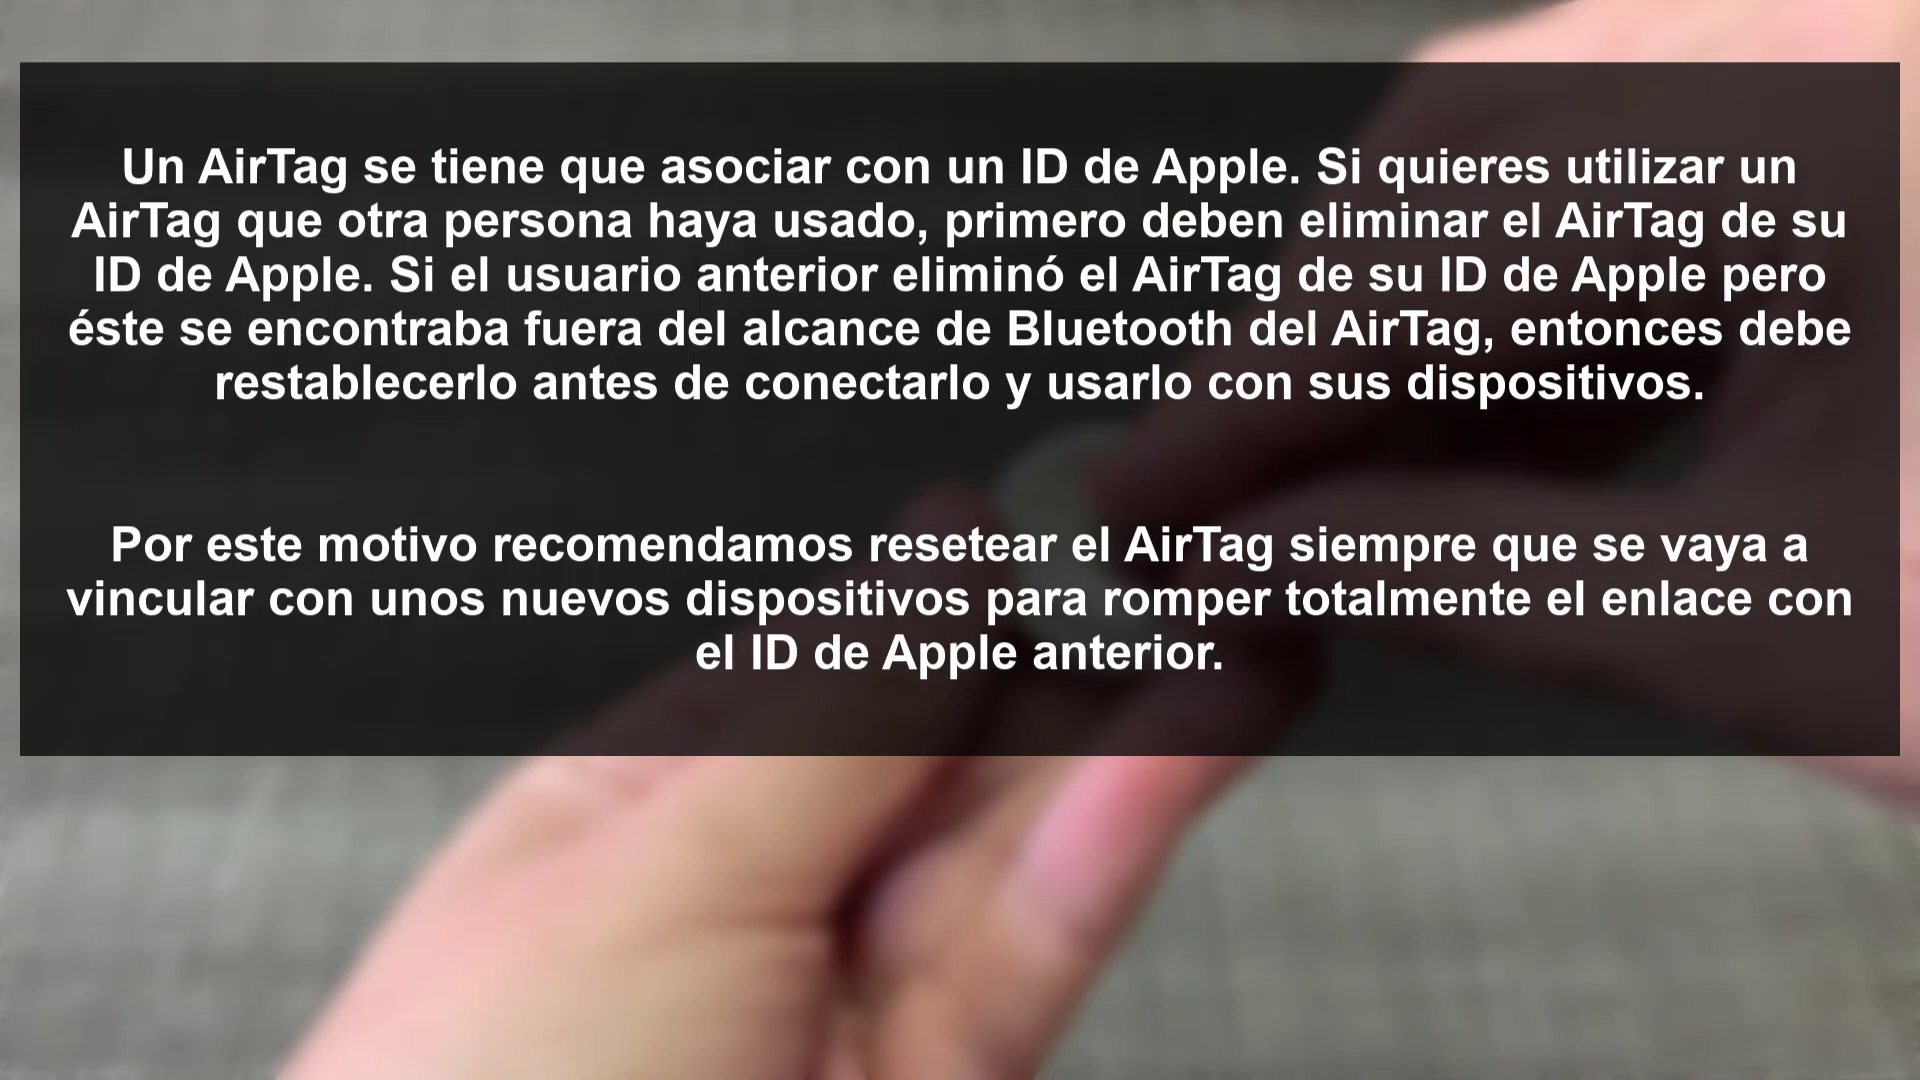 Un AirTag se tiene que asociar con un ID de Apple. Si quieres utilizar un
AirTag que otra persona haya usado, primero deben eliminar el AirTag de su
ID de Apple. Si el usuario anterior eliminó el AirTag de su ID de Apple pero
éste se encontraba fuera del alcance de Bluetooth del AirTag, entonces debe
restablecerlo antes de conectarlo y usarlo con sus dispositivos.
Por este motivo recomendamos resetear el AirTag siempre que se vaya a
vincular con unos nuevos dispositivos para romper totalmente el enlace con
el ID de Apple anterior.